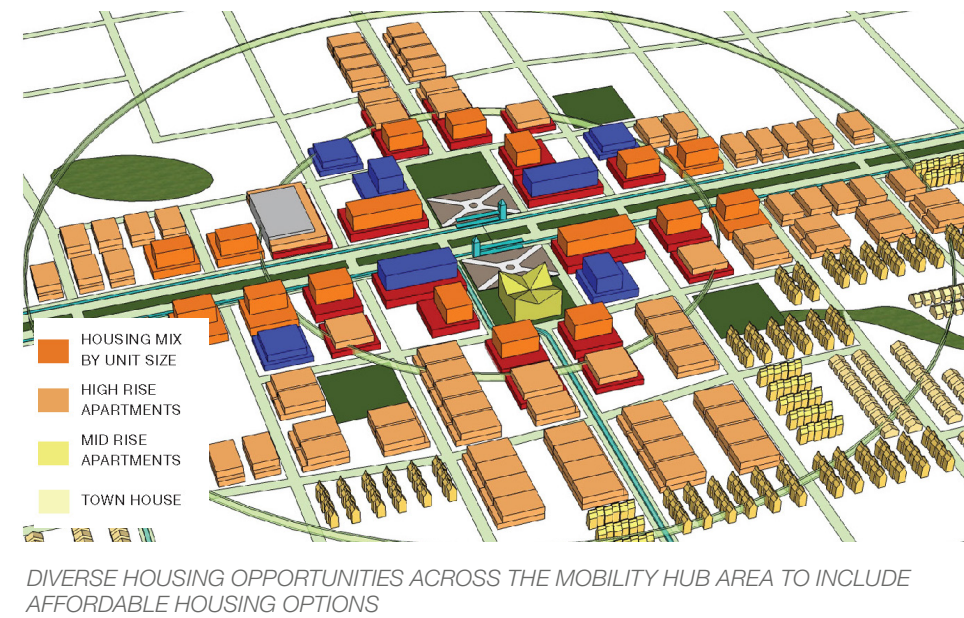 HOUSING MIX
BY UNIT SIZE
HIGH RISE
APARTMENTS
MID RISE
APARTMENTS
TOWN HOUSE
DIVERSE HOUSING OPPORTUNITIES ACROSS THE MOBILITY HUB AREA TO INCLUDE
AFFORDABLE HOUSING OPTIONS